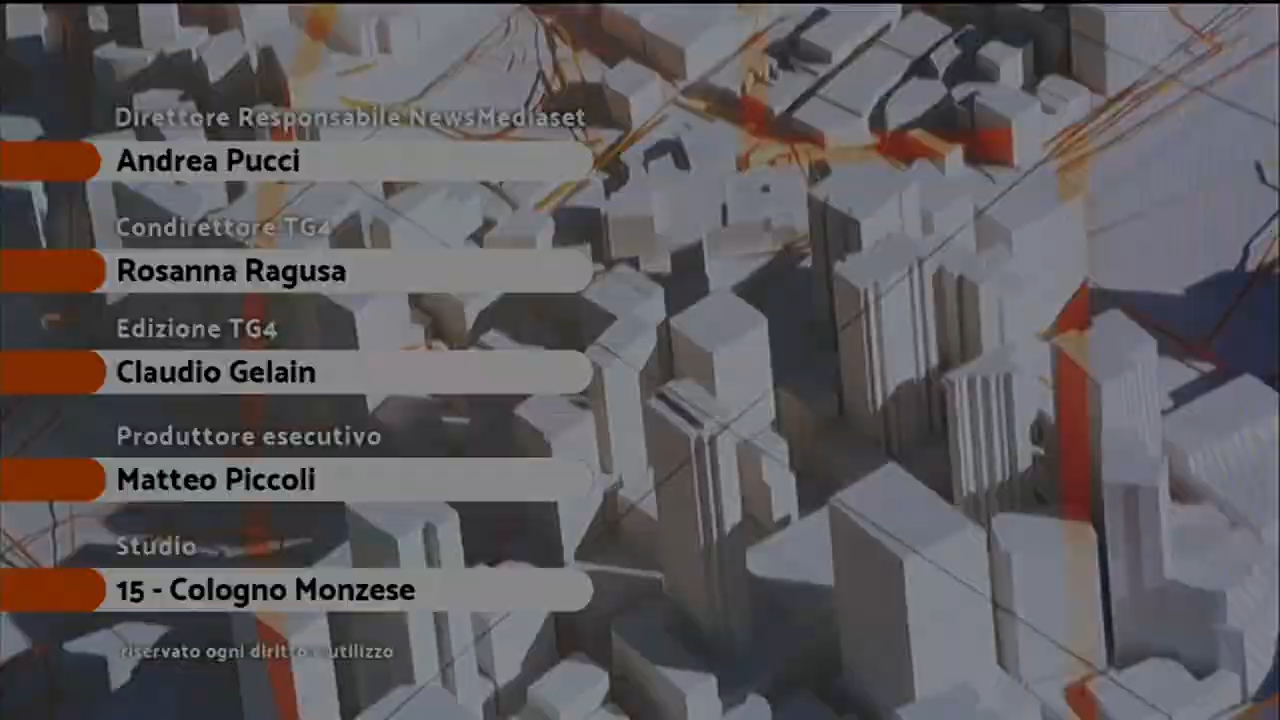 Direttore Responsabile NewsMediaset
Andrea Pucci
Condirettore TG4
Rosanna Ragusa
Edizione TG4
Claudio Gelain
Produttore esecutivo
Matteo Piccoli
Studio
15 - Cologno Monzese
riservato ogni diritto utilizzo